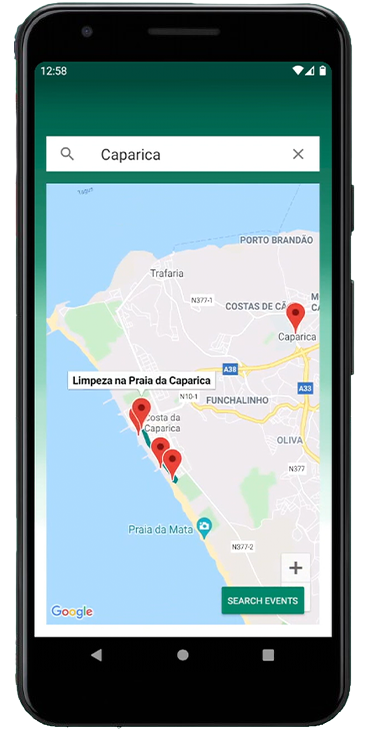 12:58
Caparica
PORTO BRANDÃO
Trafaria
N377-1
COSTAS DE CÃ
Caparica
A38
Limpeza na Praia da Caparica
A33
N10-1
FUNCHALINHO
Costa da
Caparica
OLIVA
N377
Praia da Mata
N377-2
+
SEARCH EVENTS
Google